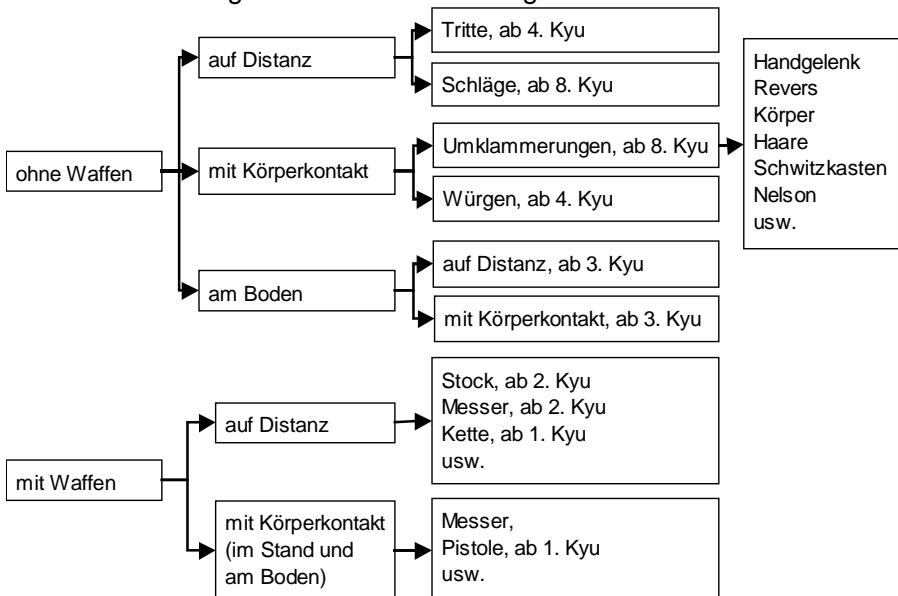 Tritte, ab 4. Kyu
auf Distanz
Schläge, ab 8. Kyu
Handgelenk
Revers
Körper
Haare
Schwitzkasten
Nelson
usw.
ohne Waffen
mit Körperkontakt
Umklammerungen, ab 8. Kyu
Würgen, ab 4. Kyu
am Boden
auf Distanz, ab 3. Kyu
mit Körperkontakt, ab 3. Kyu
mit Waffen
auf Distanz
Stock, ab 2. Kyu
Messer, ab 2. Kyu
Kette, ab 1. Kyu
usw.
mit Körperkontakt
(im Stand und
am Boden)
Messer,
Pistole, ab 1. Kyu
usw.